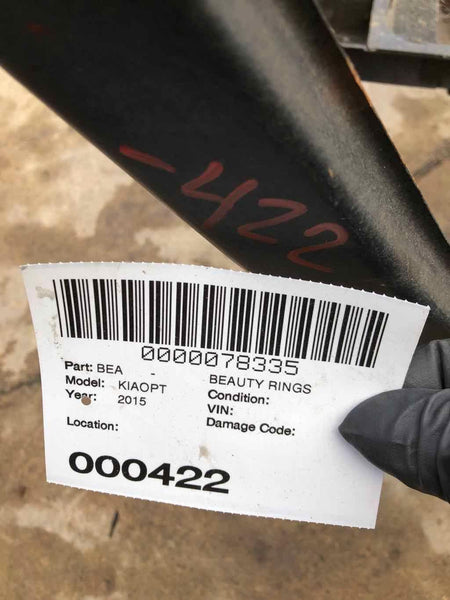 -422
0000078335
Part: BEA - BEAUTY RINGS
Model: KIAOPT Condition:
Year: 2015 VIN:
Location: Damage Code:
000422